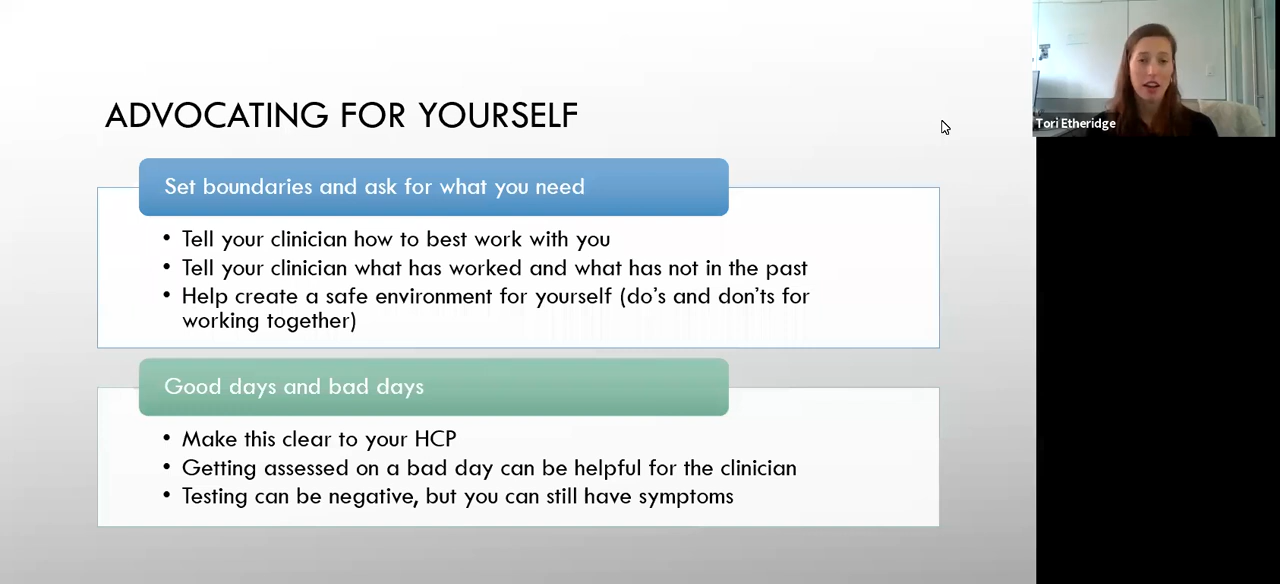 ADVOCATING FOR YOURSELF
Tori Etheridge
Set boundaries and ask for what you need
• Tell your clinician how to best work with you
• Tell your clinician what has worked and what has not in the past
• Help create a safe environment for yourself (do’s and don’ts for
working together)
Good days and bad days
• Make this clear to your HCP
• Getting assessed on a bad day can be helpful for the clinician
• Testing can be negative, but you can still have symptoms